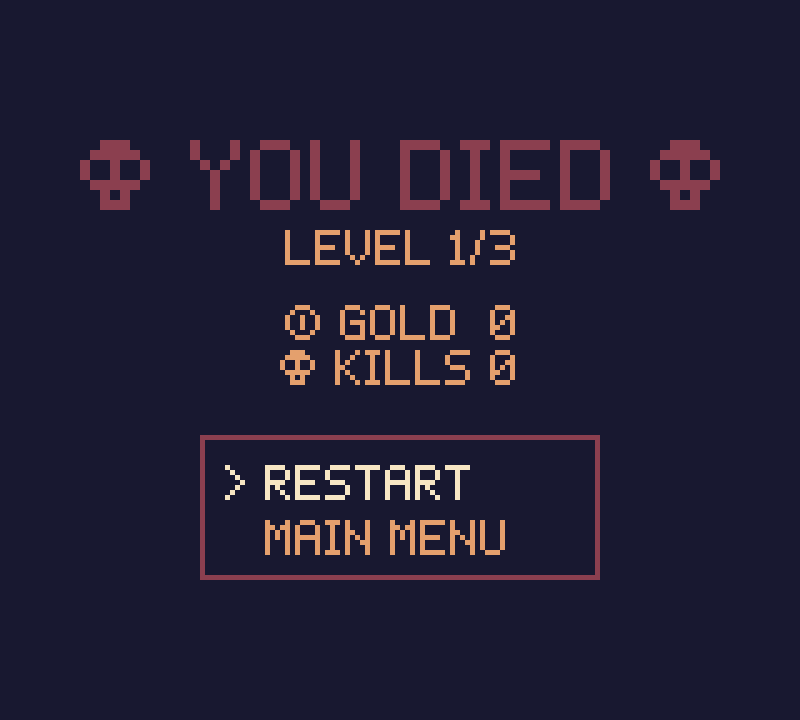 YOU DIED
LEVEL 1/3
GOLD 0
KILLS 0
> RESTART
MAIN MENU